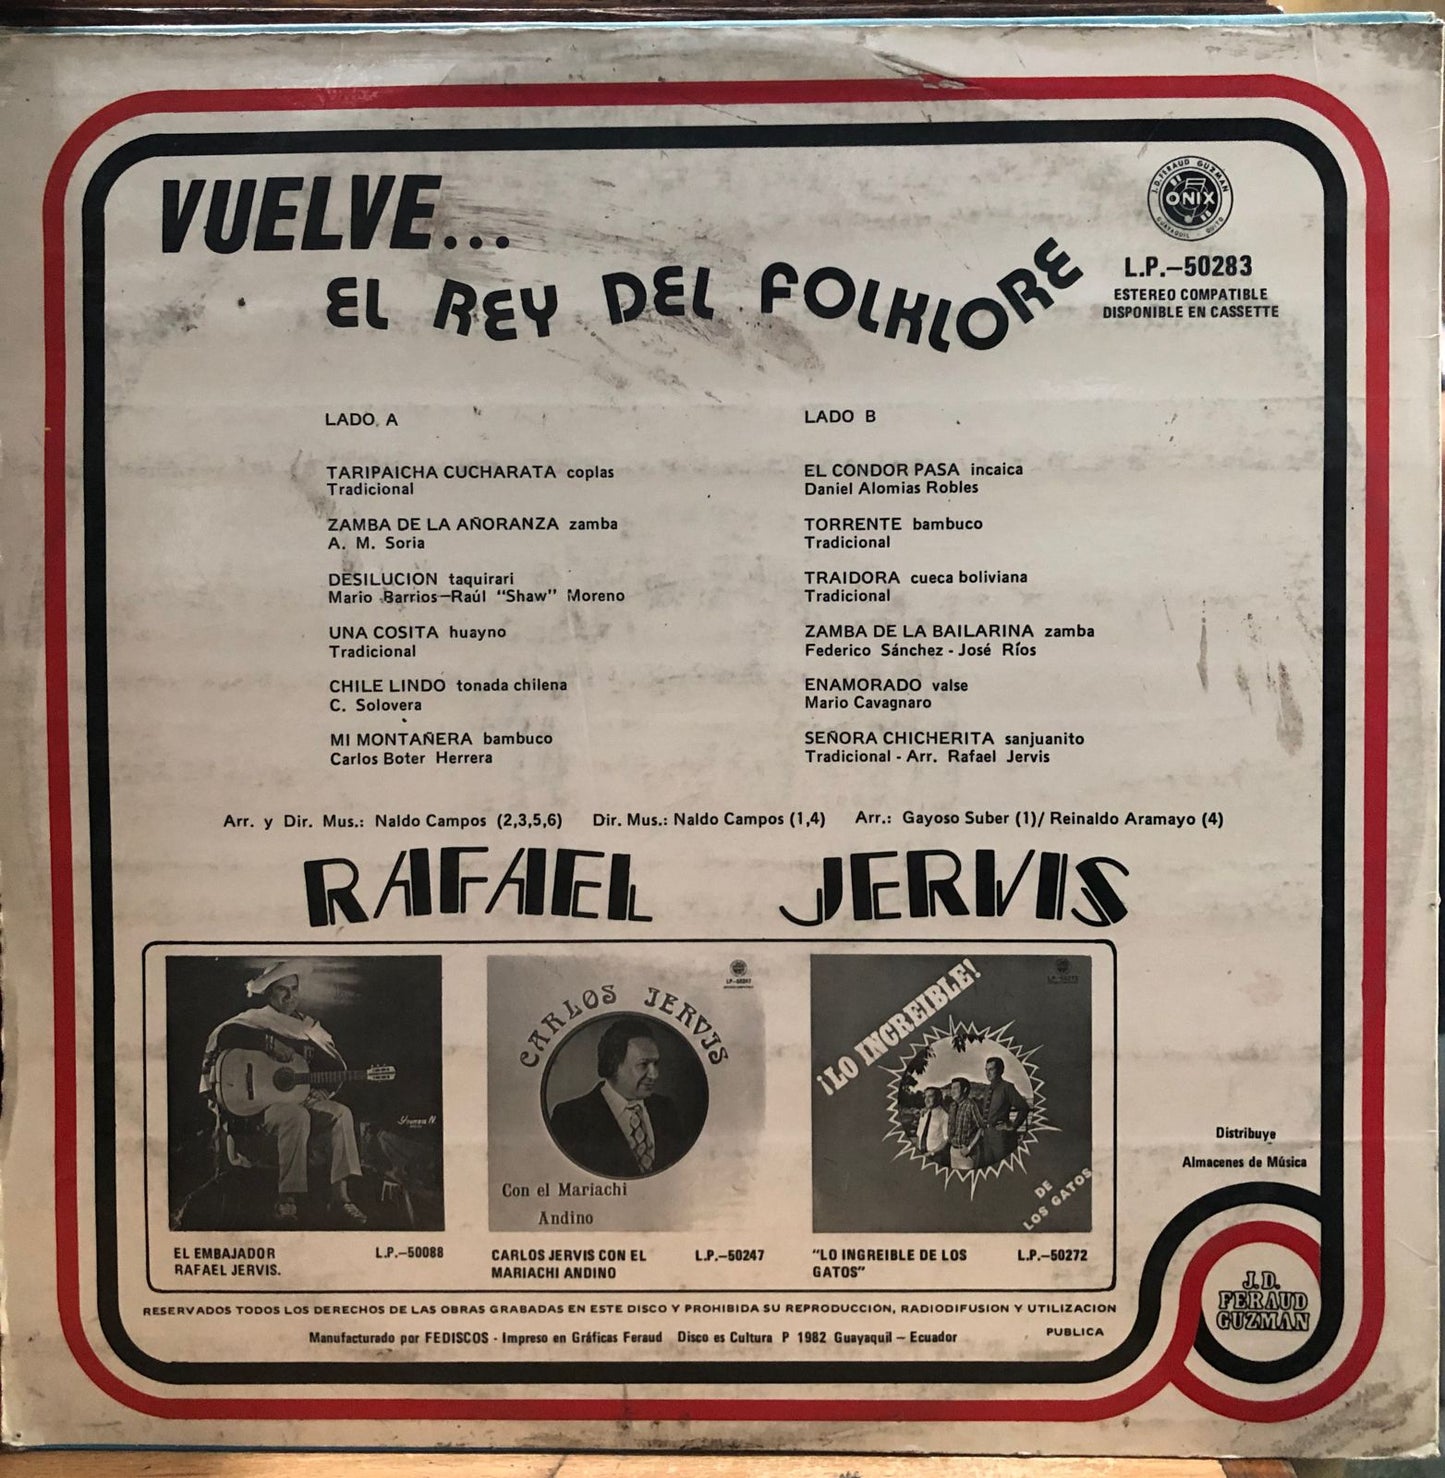 VUELVE...
EL REY DEL FOLKLORE
J.D. FERAUD GUZMAN
ONIX
GUAYAQUIL - QUITO
L.P.—50283
ESTEREO COMPATIBLE
DISPONIBLE EN CASSETTE
LADO A
TARIPAICHA CUCHARATA coplas
Tradicional
ZAMBA DE LA AÑORANZA zamba
A. M. Soria
DESILUCION taquirari
Mario Barrios—Raúl "Shaw" Moreno
UNA COSITA huayno
Tradicional
CHILE LINDO tonada chilena
C. Solovera
MI MONTAÑERA bambuco
Carlos Boter Herrera
LADO B
EL CONDOR PASA incaica
Daniel Alomias Robles
TORRENTE bambuco
Tradicional
TRAIDORA cueca boliviana
Tradicional
ZAMBA DE LA BAILARINA zamba
Federico Sánchez - José Ríos
ENAMORADO valse
Mario Cavagnaro
SEÑORA CHICHERITA sanjuanito
Tradicional - Arr. Rafael Jervis
Arr. y Dir. Mus.: Naldo Campos (2,3,5,6) Dir. Mus.: Naldo Campos (1,4) Arr.: Gayoso Suber (1)/ Reinaldo Aramayo (4)
RAFAEL JERVIS
CARLOS JERVIS
LP-50247
Con el Mariachi
Andino
¡LO INCREIBLE!
DE
LOS GATOS
EL EMBAJADOR L.P.—50088
RAFAEL JERVIS.
CARLOS JERVIS CON EL L.P.—50247
MARIACHI ANDINO
"LO INGREIBLE DE LOS L.P.—50272
GATOS"
Distribuye
Almacenes de Música
J.D.
FERAUD
GUZMAN
RESERVADOS TODOS LOS DERECHOS DE LAS OBRAS GRABADAS EN ESTE DISCO Y PROHIBIDA SU REPRODUCCIÓN, RADIODIFUSION Y UTILIZACION
PUBLICA
Manufacturado por FEDISCOS - Impreso en Gráficas Feraud Disco es Cultura P 1982 Guayaquil — Ecuador